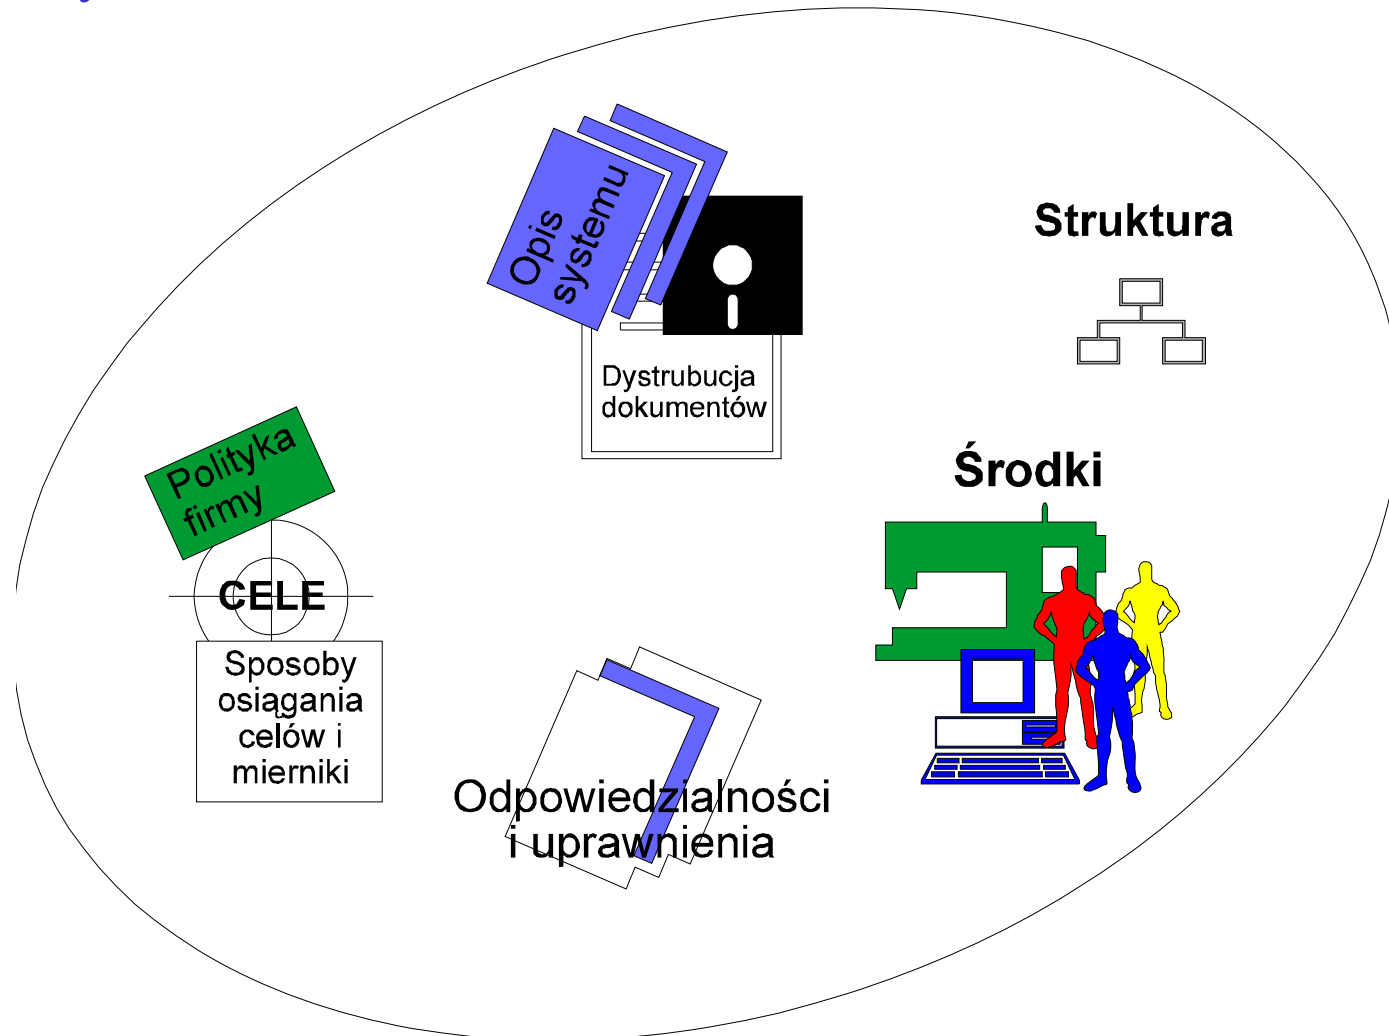 Opis
systemu
Struktura
Dystrubucja
dokumentów
Polityka
firmy
Środki
CELE
Sposoby
osiągania
celów i
mierniki
Odpowiedzialności
i uprawnienia